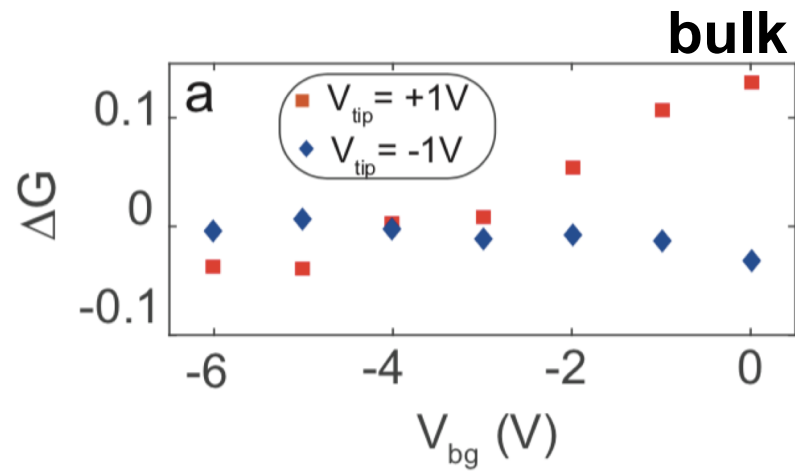 bulk
a
V_tip = +1V
V_tip = -1V
0.1
0
-0.1
ΔG
-6 -4 -2 0
V_bg (V)